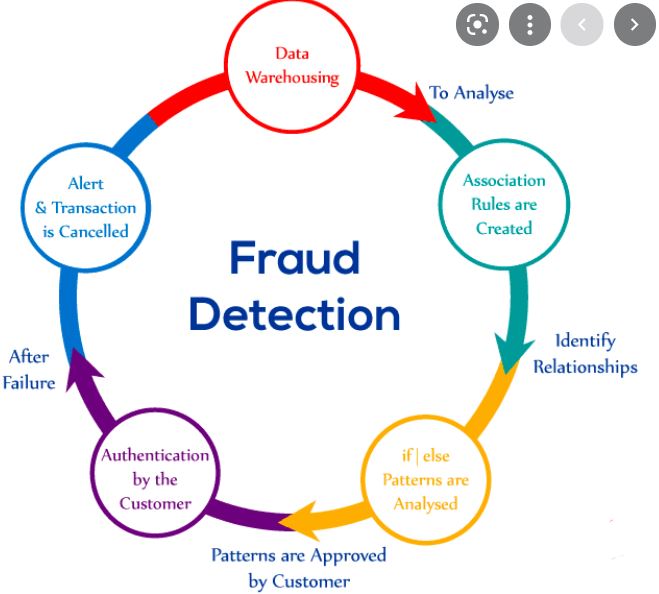 Data
Warehousing
To Analyse
Association
Rules are
Created
Identify
Relationships
if | else
Patterns are
Analysed
Patterns are Approved
by Customer
Authentication
by the
Customer
After
Failure
Alert
& Transaction
is Cancelled
Fraud
Detection